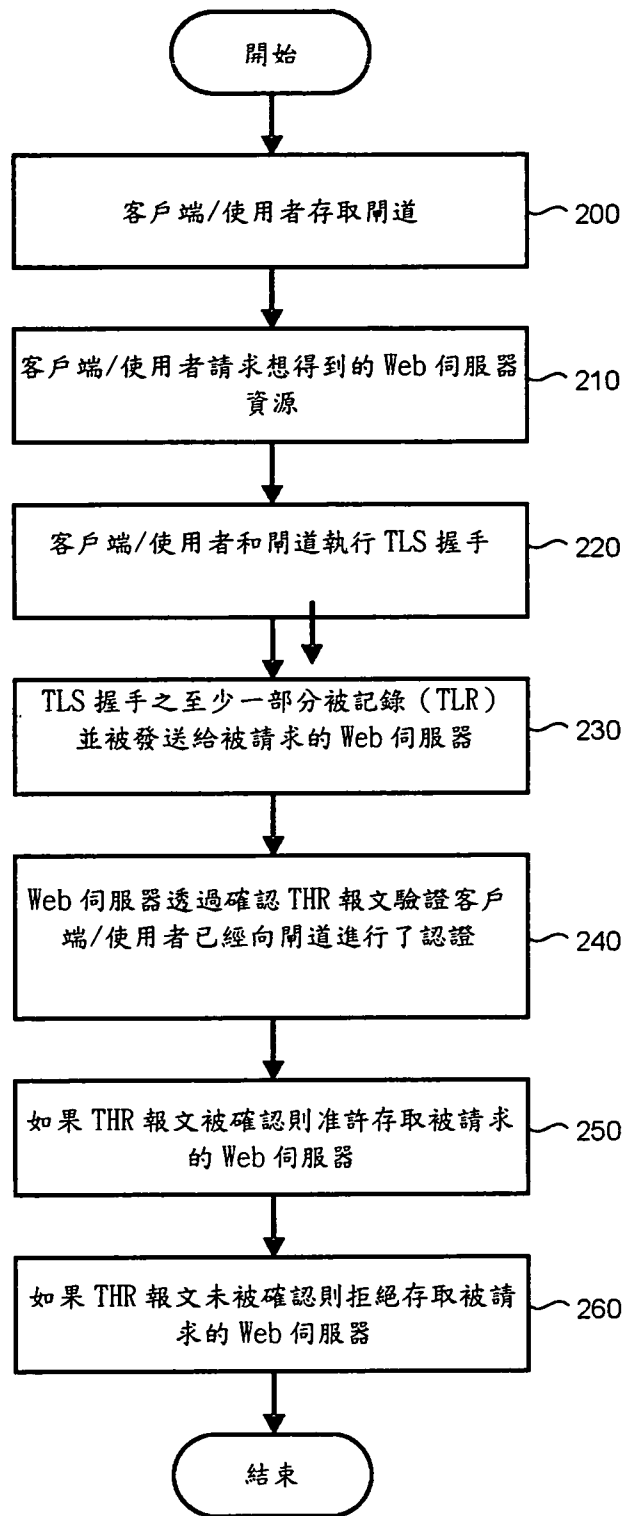 開始
客戶端/使用者存取閘道
200
客戶端/使用者請求想得到的 Web 伺服器
資源
210
客戶端/使用者和閘道執行 TLS 握手
220
TLS 握手之至少一部分被記錄（TLR）
並被發送給被請求的 Web 伺服器
230
Web 伺服器透過確認 THR 報文驗證客戶
端/使用者已經向閘道進行了認證
240
如果 THR 報文被確認則准許存取被請求
的 Web 伺服器
250
如果 THR 報文未被確認則拒絕存取被請
求的 Web 伺服器
260
結束